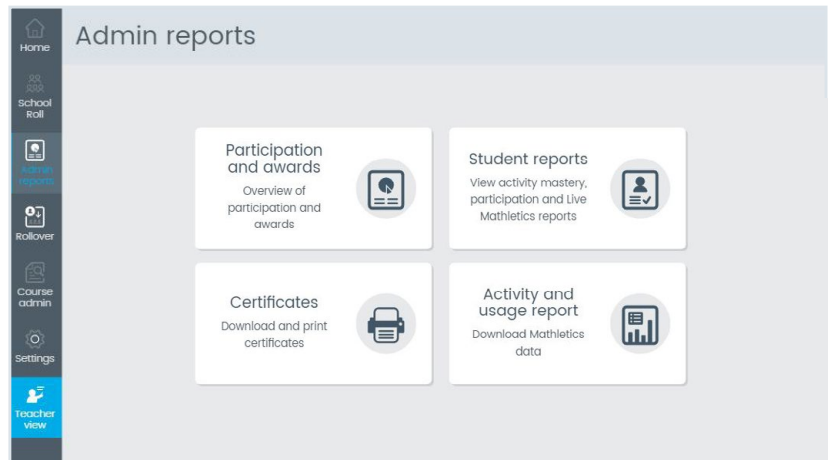 Home
School
Roll
Admin
reports
Rollover
Course
admin
Settings
Teacher
view
Admin reports
Participation
and awards
Overview of
participation and
awards
Student reports
View activity mastery,
participation and Live
Mathletics reports
Certificates
Download and print
certificates
Activity and
usage report
Download Mathletics
data